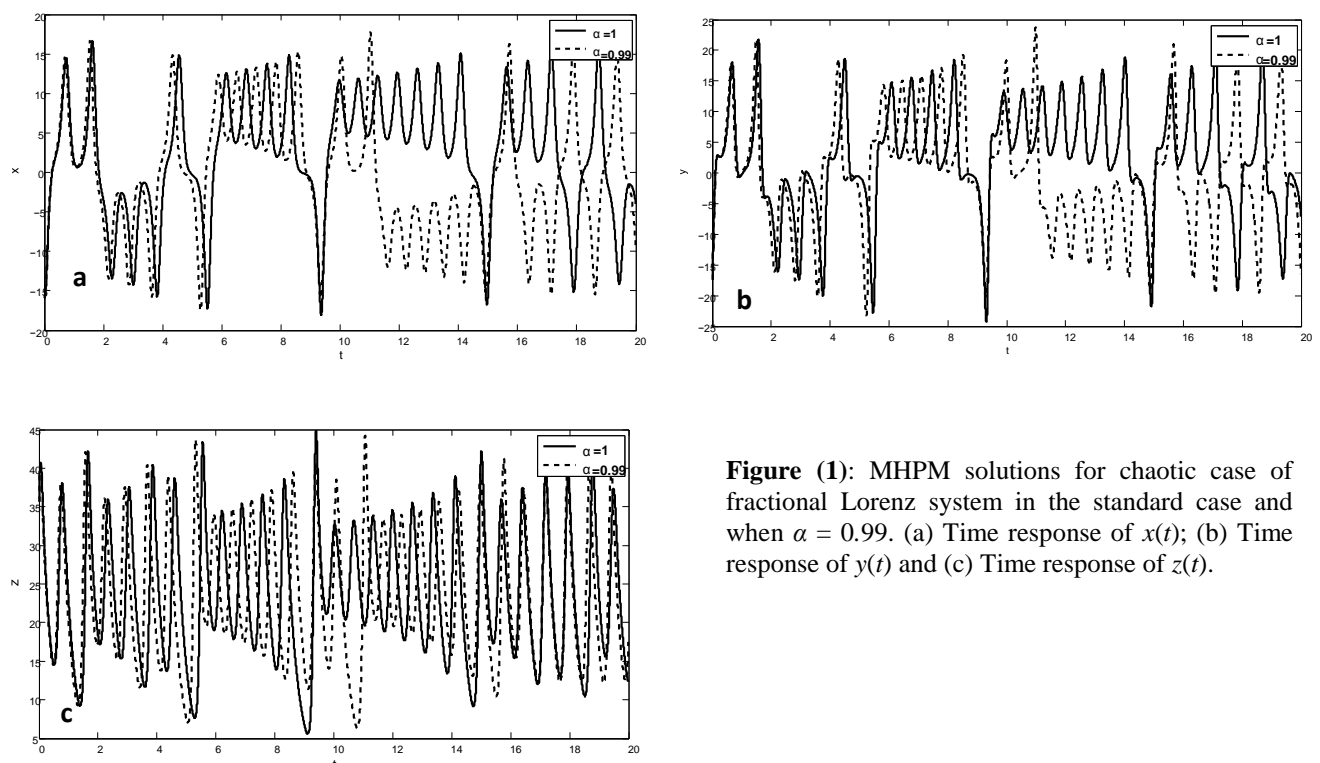 20
15
10
5
0
−5
−10
−15
−20
x
α =1
α=0.99
a
0 2 4 6 8 10 12 14 16 18 20
t
25
20
15
10
5
0
−5
−10
−15
−20
−25
y
α=1
α=0.99
b
0 2 4 6 8 10 12 14 16 18 20
t
45
40
35
30
25
20
15
10
5
z
α=1
α=0.99
c
0 2 4 6 8 10 12 14 16 18 20
Figure (1): MHPM solutions for chaotic case of
fractional Lorenz system in the standard case and
when α = 0.99. (a) Time response of x(t); (b) Time
response of y(t) and (c) Time response of z(t).